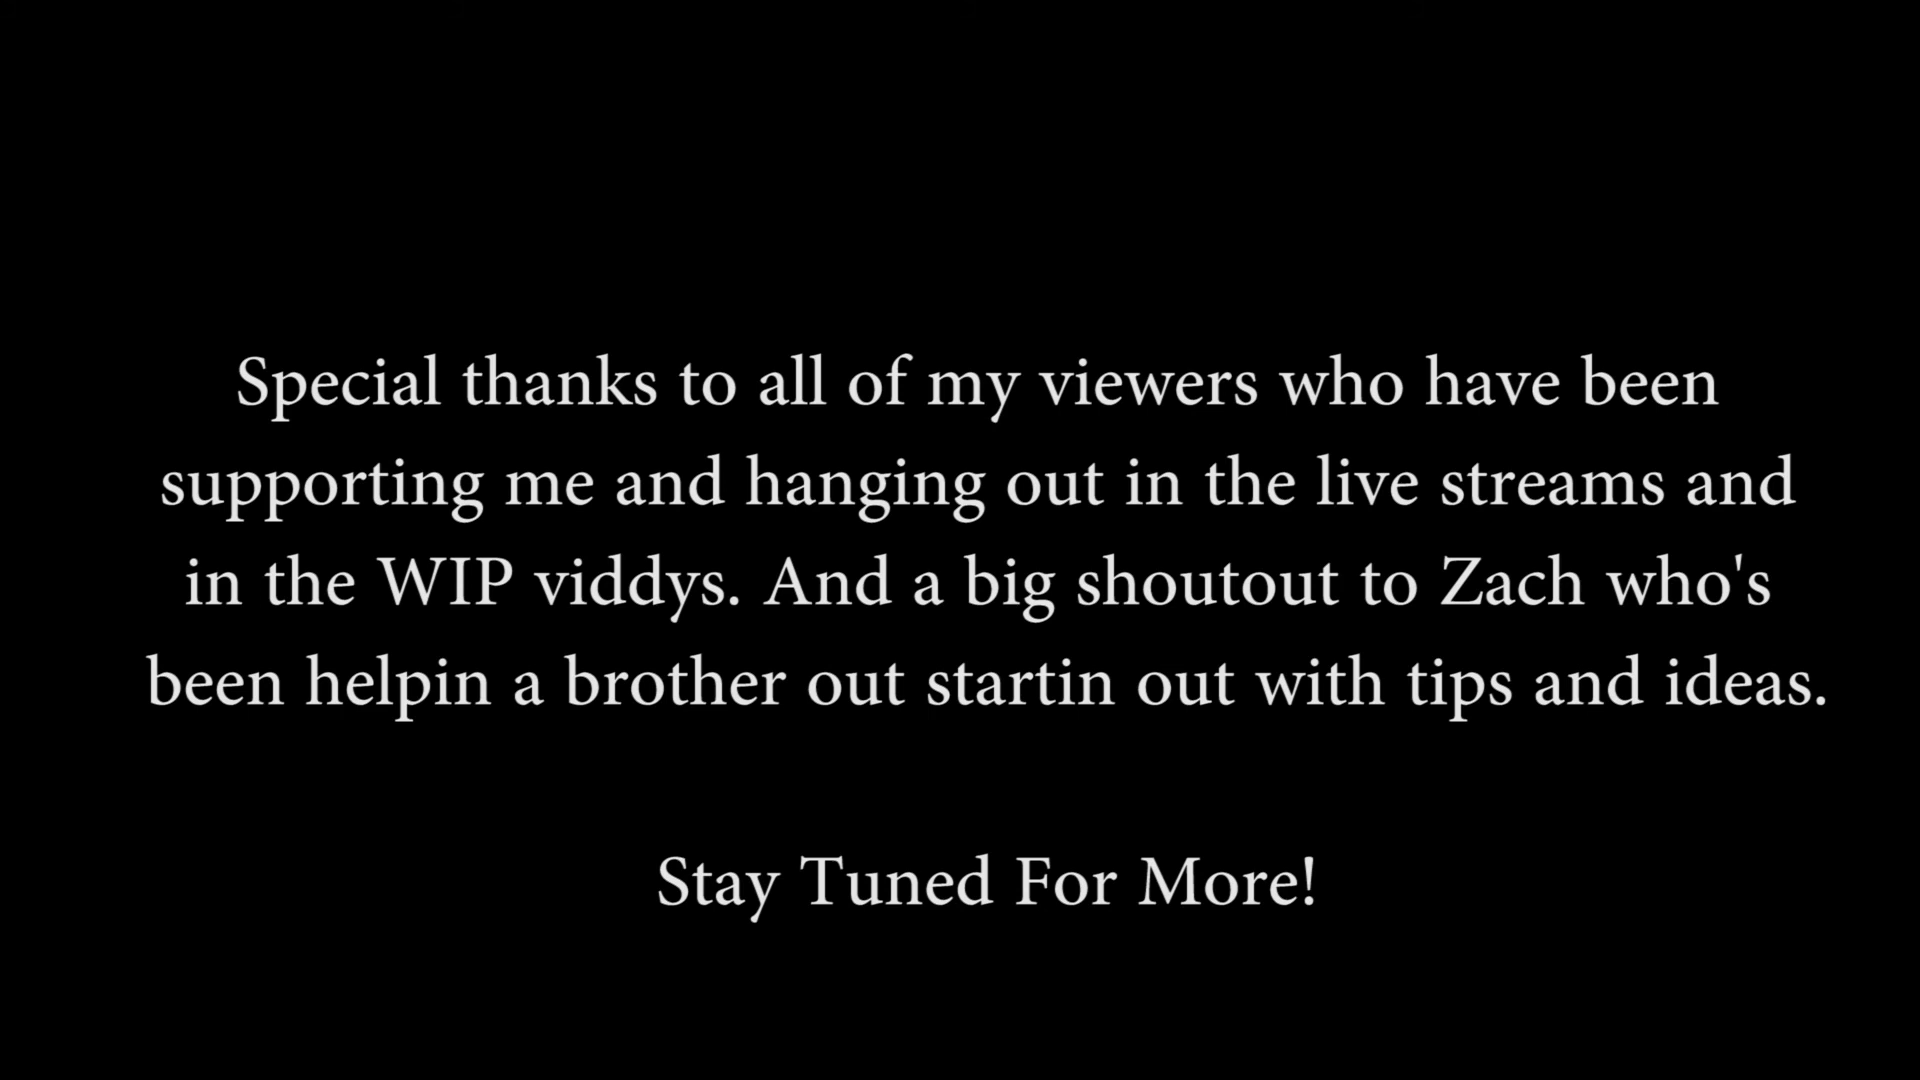 Special thanks to all of my viewers who have been
supporting me and hanging out in the live streams and
in the WIP viddys. And a big shoutout to Zach who's
been helpin a brother out startin out with tips and ideas.
Stay Tuned For More!